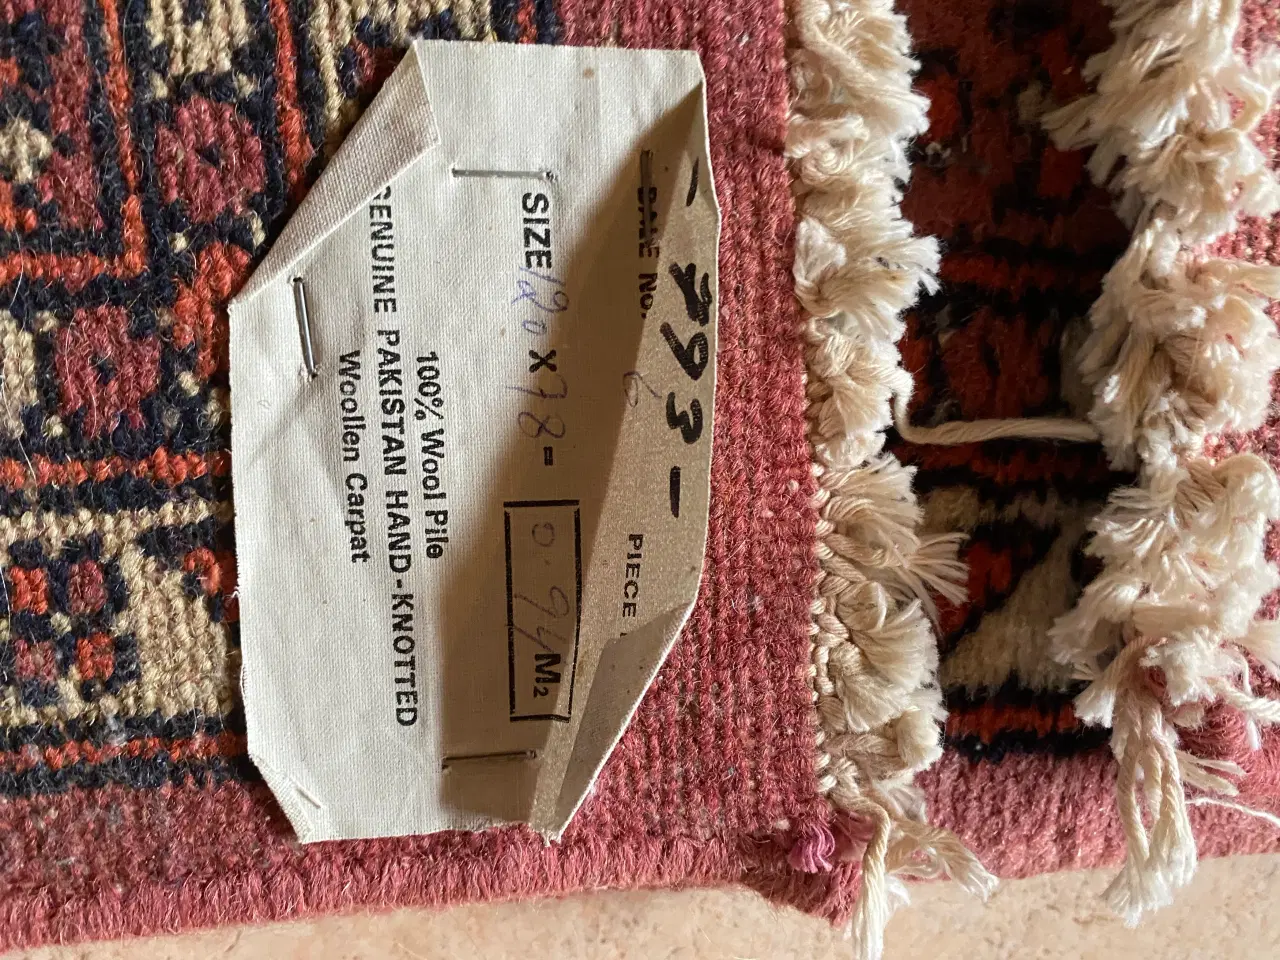 - 793 -
BALE No. 6 PIECE
SIZE 120 X 78 = 0.94 M2
100% Wool Pile
GENUINE PAKISTAN HAND-KNOTTED
Woollen Carpat